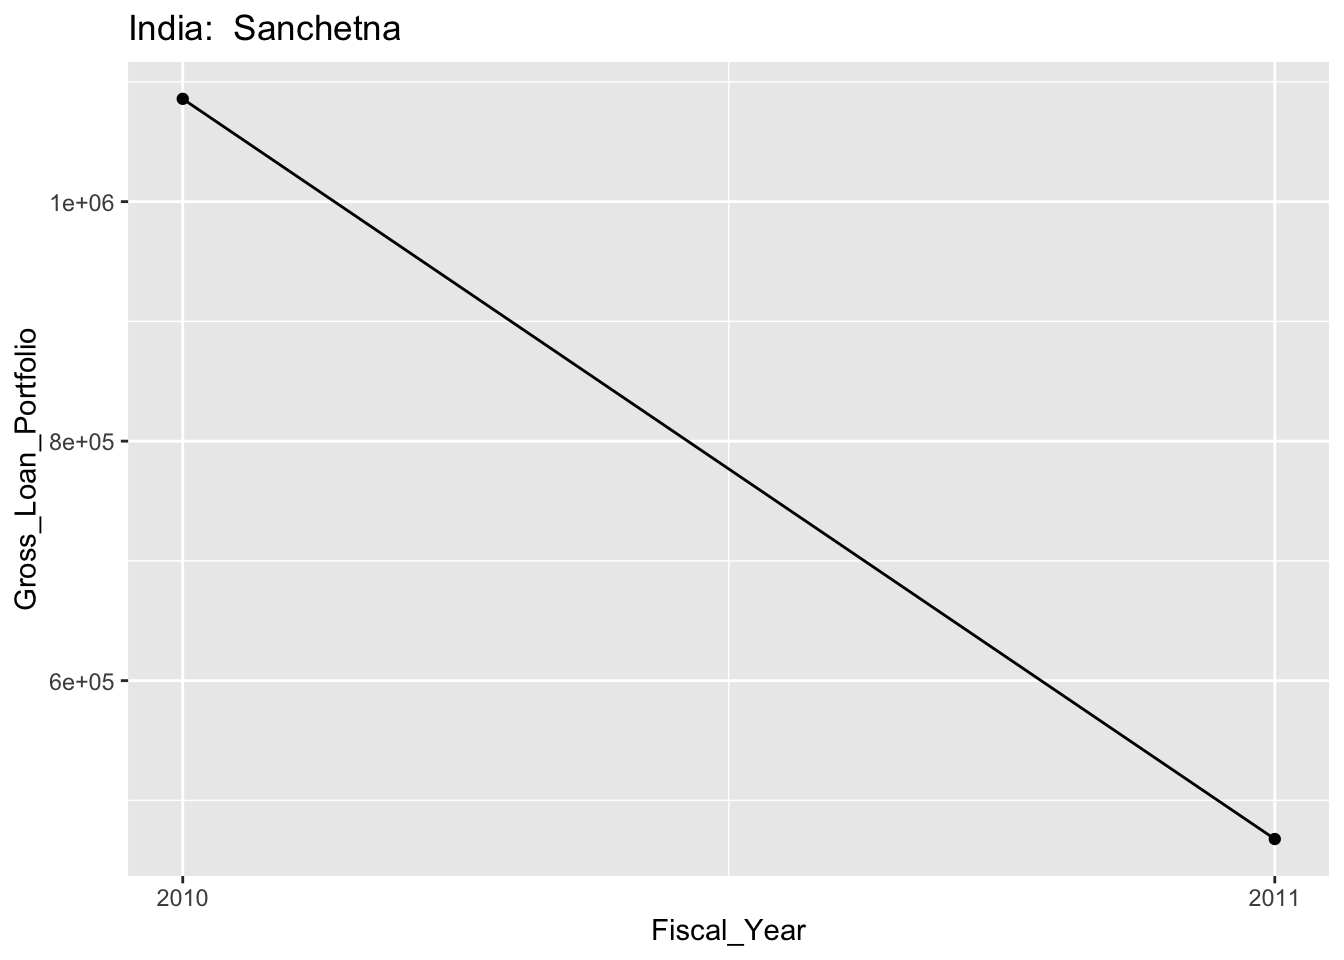 India:  Sanchetna
Gross_Loan_Portfolio
1e+06
8e+05
6e+05
2010
2011
Fiscal_Year